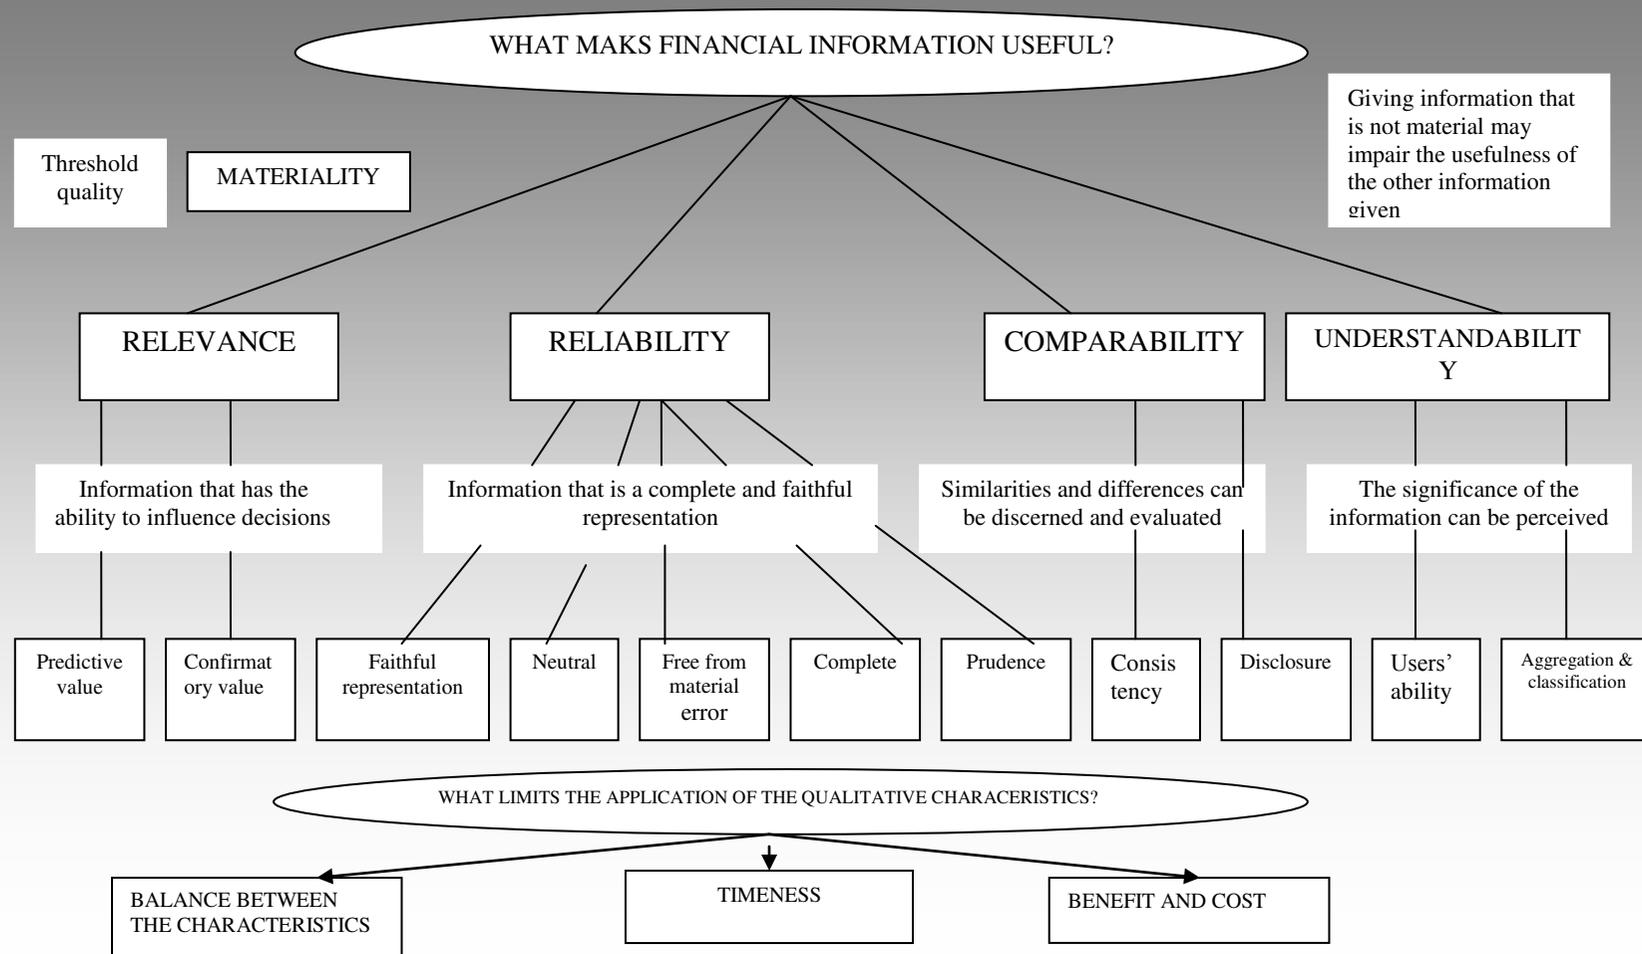 WHAT MAKS FINANCIAL INFORMATION USEFUL?
Giving information that
is not material may
impair the usefulness of
the other information
given
Threshold
quality
MATERIALITY
RELEVANCE
RELIABILITY
COMPARABILITY
UNDERSTANDABILIT
Y
Information that has the
ability to influence decisions
Information that is a complete and faithful
representation
Similarities and differences can
be discerned and evaluated
The significance of the
information can be perceived
Predictive
value
Confirmat
ory value
Faithful
representation
Neutral
Free from
material
error
Complete
Prudence
Consis
tency
Disclosure
Users’
ability
Aggregation &
classification
WHAT LIMITS THE APPLICATION OF THE QUALITATIVE CHARACERISTICS?
BALANCE BETWEEN
THE CHARACTERISTICS
TIMENESS
BENEFIT AND COST